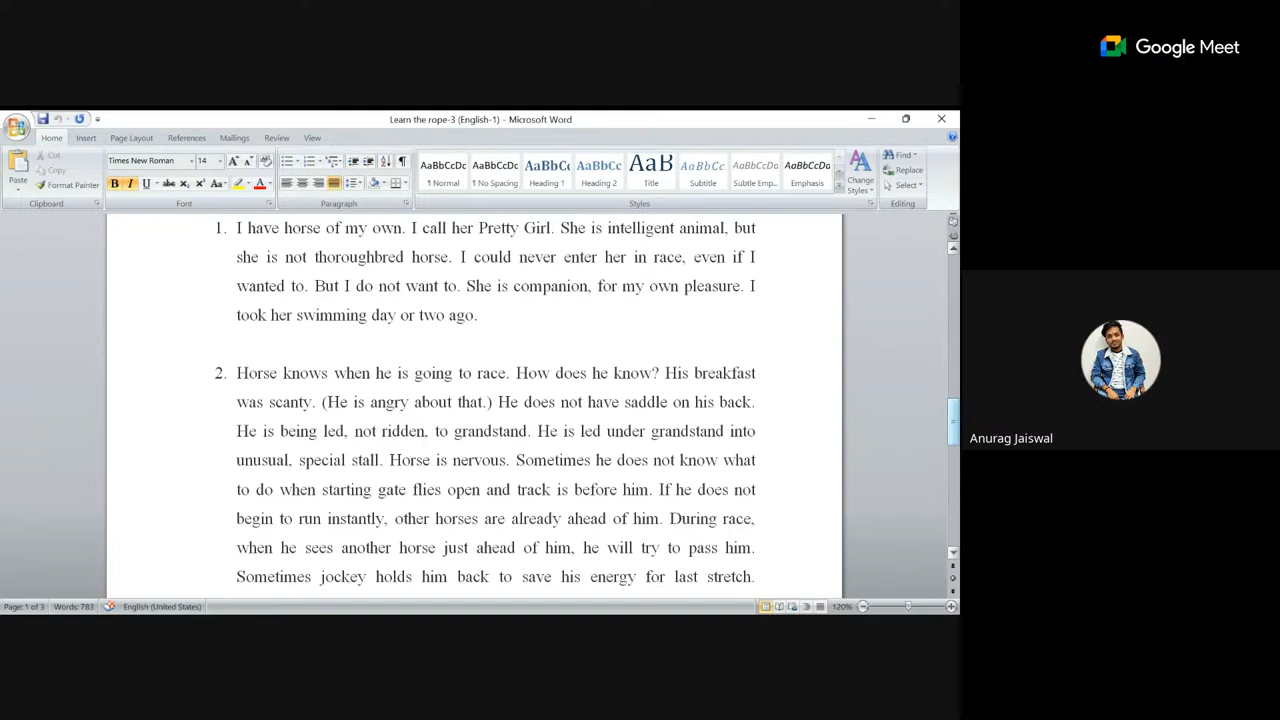 Google Meet
Learn the rope-3 (English-1) - Microsoft Word
Home Insert Page Layout References Mailings Review View
Cut
Copy
Format Painter
Paste
Times New Roman 14
AaBbCcDc AaBbCcDc AaBbCc AaBbCc AaB AaBbCc AaBbCcDa AaBbCcDc
¶ Normal ¶ No Spacing Heading 1 Heading 2 Title Subtitle Subtle Emp... Emphasis
Change
Styles
Find
Replace
Select
Clipboard Font Paragraph Styles Editing
1. I have horse of my own. I call her Pretty Girl. She is intelligent animal, but
she is not thoroughbred horse. I could never enter her in race, even if I
wanted to. But I do not want to. She is companion, for my own pleasure. I
took her swimming day or two ago.
2. Horse knows when he is going to race. How does he know? His breakfast
was scanty. (He is angry about that.) He does not have saddle on his back.
He is being led, not ridden, to grandstand. He is led under grandstand into
unusual, special stall. Horse is nervous. Sometimes he does not know what
to do when starting gate flies open and track is before him. If he does not
begin to run instantly, other horses are already ahead of him. During race,
when he sees another horse just ahead of him, he will try to pass him.
Sometimes jockey holds him back to save his energy for last stretch.
Anurag Jaiswal
Page: 1 of 3 Words: 783 English (United States) 120%